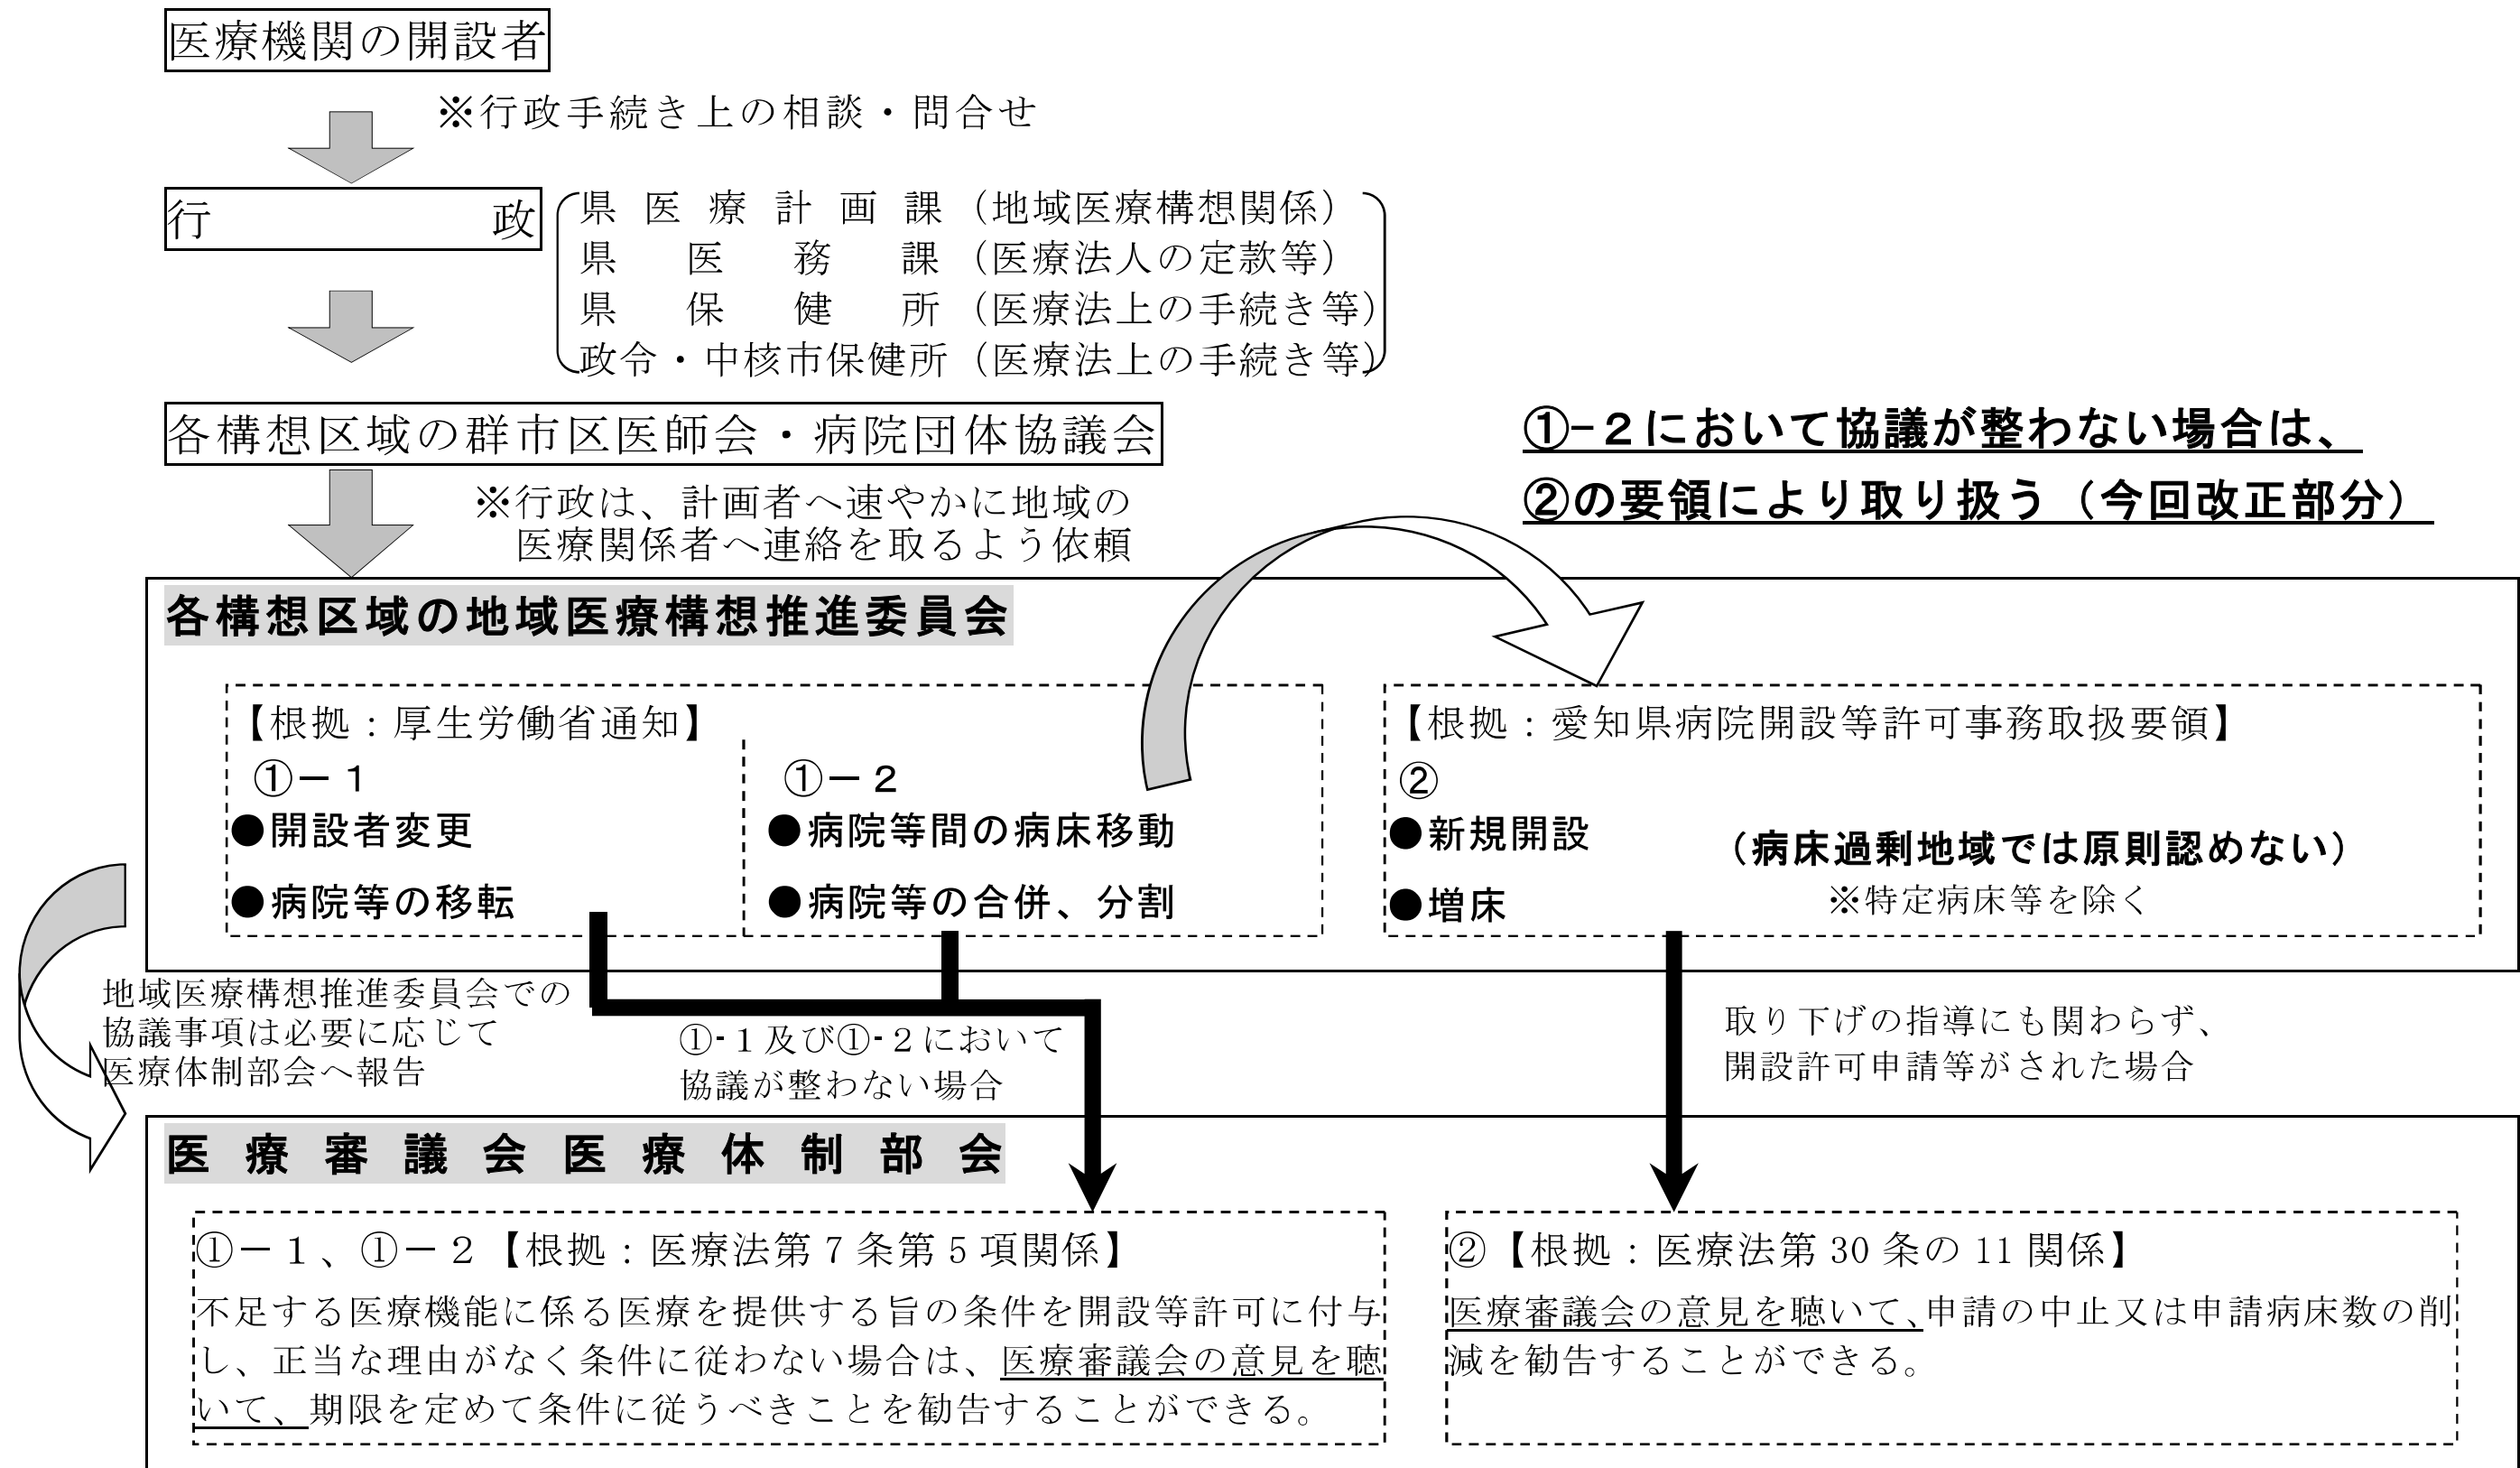 医療機関の開設者
※行政手続き上の相談・問合せ
行政
県医療計画課（地域医療構想関係）
県医務課（医療法人の定款等）
県保健所（医療法上の手続き等）
政令・中核市保健所（医療法上の手続き等）
各構想区域の群市区医師会・病院団体協議会
※行政は、計画者へ速やかに地域の
医療関係者へ連絡を取るよう依頼
①-２において協議が整わない場合は、
②の要領により取り扱う（今回改正部分）
各構想区域の地域医療構想推進委員会
【根拠：厚生労働省通知】
①－１
●開設者変更
●病院等の移転
①－２
●病院等間の病床移動
●病院等の合併、分割
【根拠：愛知県病院開設等許可事務取扱要領】
②
●新規開設
●増床
（病床過剰地域では原則認めない）
※特定病床等を除く
地域医療構想推進委員会での
協議事項は必要に応じて
医療体制部会へ報告
①-１及び①-２において
協議が整わない場合
取り下げの指導にも関わらず、
開設許可申請等がされた場合
医療審議会医療体制部会
①－１、①－２【根拠：医療法第７条第５項関係】
不足する医療機能に係る医療を提供する旨の条件を開設等許可に付与
し、正当な理由がなく条件に従わない場合は、医療審議会の意見を聴
いて、期限を定めて条件に従うべきことを勧告することができる。
②【根拠：医療法第 30 条の 11 関係】
医療審議会の意見を聴いて、申請の中止又は申請病床数の削
減を勧告することができる。